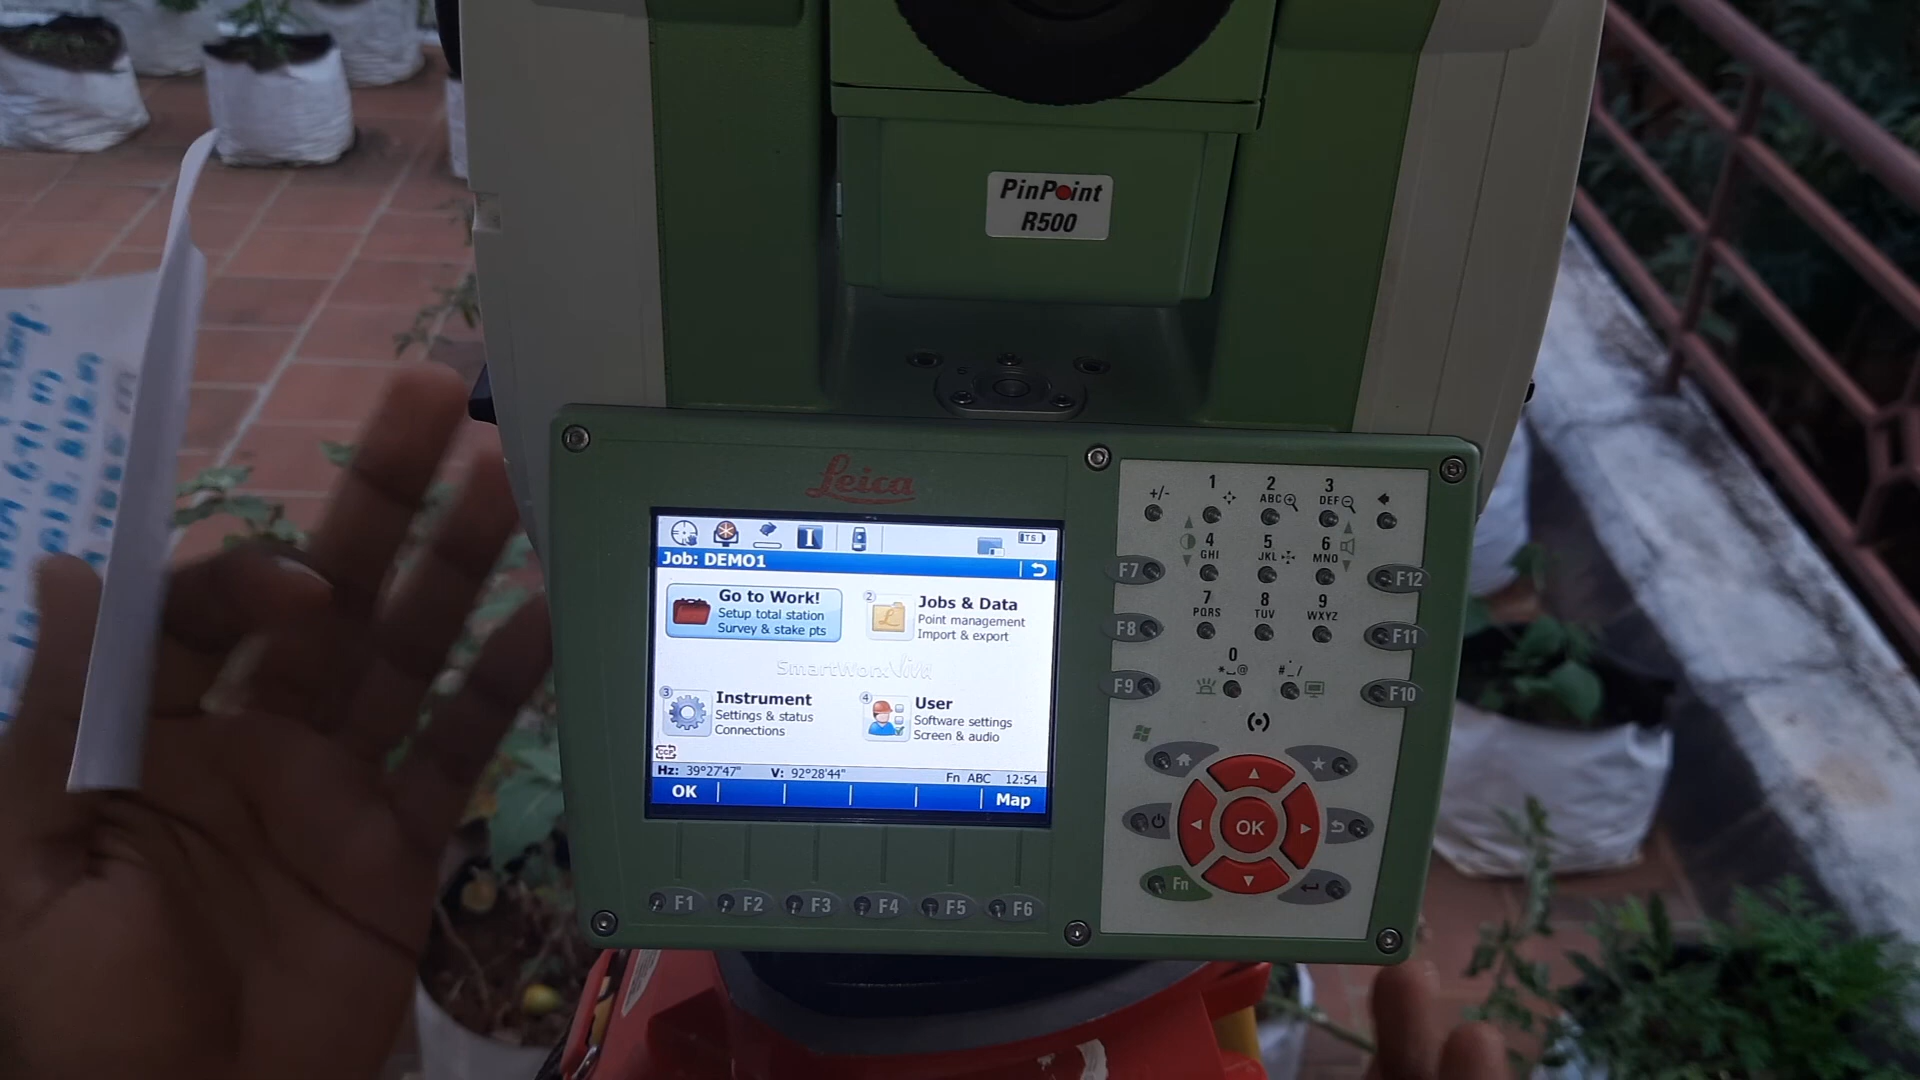 PinPoint
R500
Leica
TS
Job: DEMO1
Go to Work!
Setup total station
Survey & stake pts
2
Jobs & Data
Point management
Import & export
SmartWorx Viva
3
Instrument
Settings & status
Connections
4
User
Software settings
Screen & audio
CCF
Hz: 39°27'47" V: 92°28'44" Fn ABC 12:54
OK Map
F1 F2 F3 F4 F5 F6
+/- 1 2 ABC 3 DEF
4 GHI 5 JKL 6 MNO
7 PQRS 8 TUV 9 WXYZ
0 *_@ # . _ /
F7 F12
F8 F11
F9 F10
OK
Fn